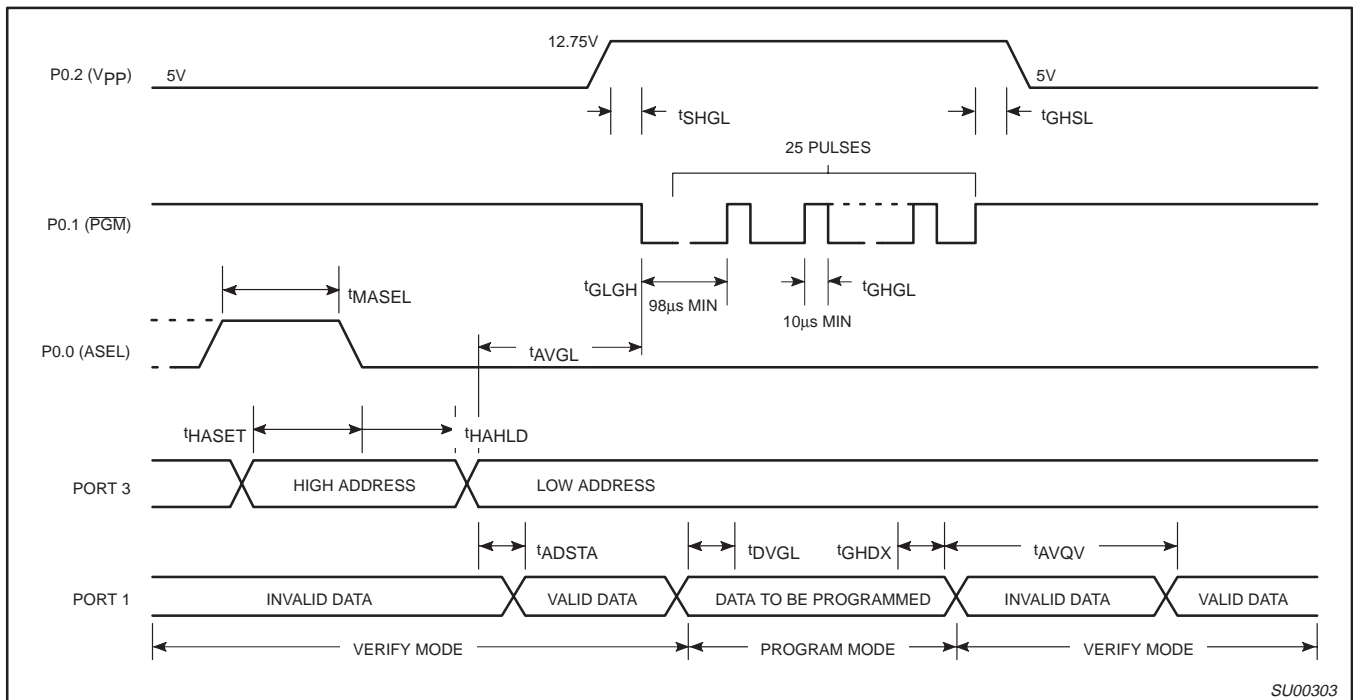 12.75V
P0.2 (VPP)
5V
5V
tSHGL
tGHSL
25 PULSES
P0.1 (PGM)
tMASEL
tGLGH
98µs MIN
tGHGL
10µs MIN
P0.0 (ASEL)
tAVGL
tHASET
tHAHLD
PORT 3
HIGH ADDRESS
LOW ADDRESS
tADSTA
tDVGL
tGHDX
tAVQV
PORT 1
INVALID DATA
VALID DATA
DATA TO BE PROGRAMMED
INVALID DATA
VALID DATA
VERIFY MODE
PROGRAM MODE
VERIFY MODE
SU00303